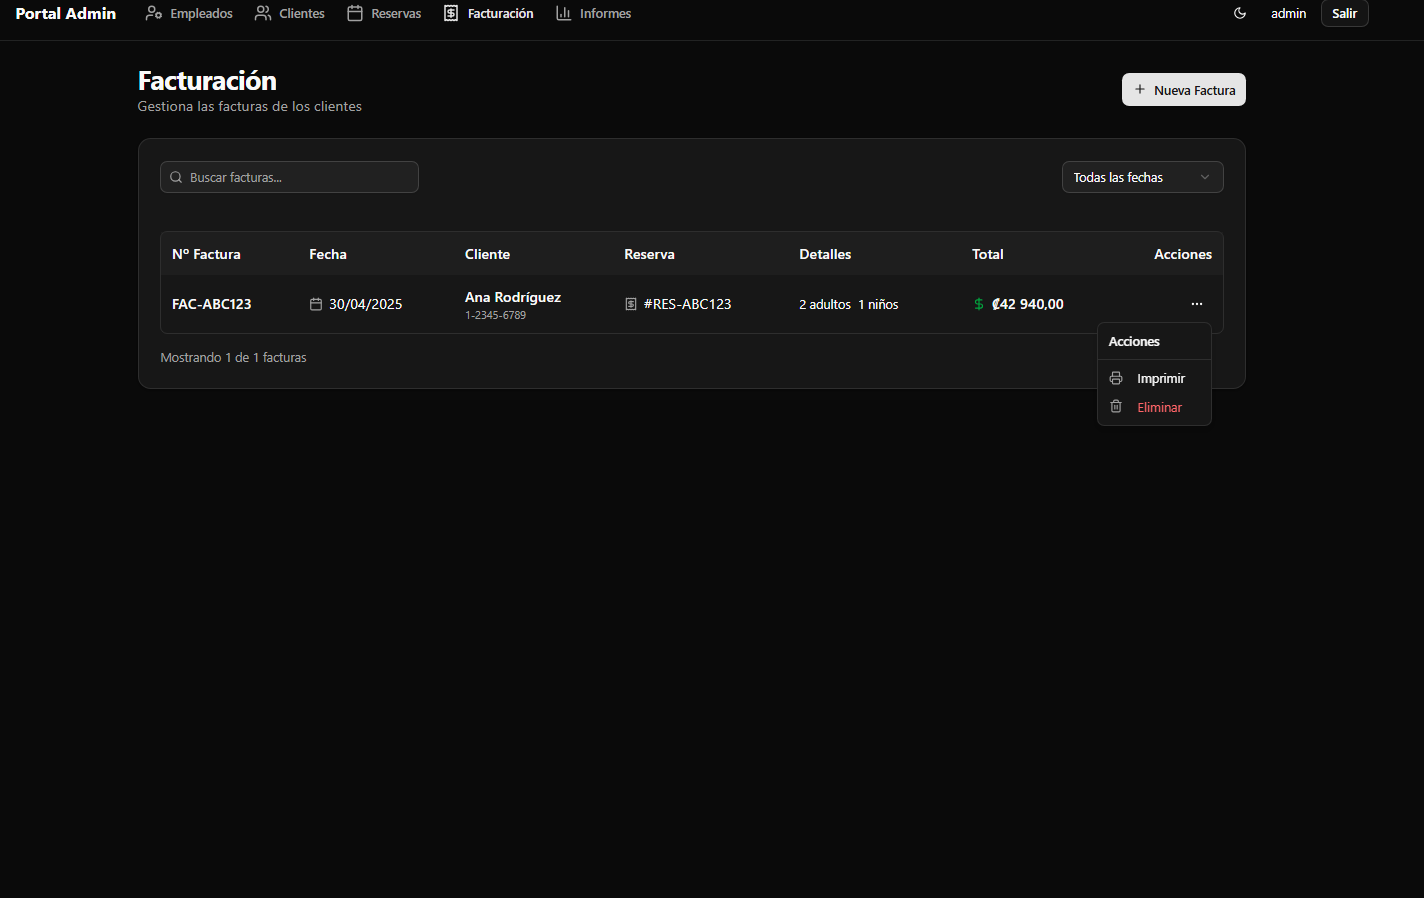 Portal Admin Empleados Clientes Reservas Facturación Informes admin Salir
Facturación
Gestiona las facturas de los clientes
+ Nueva Factura
Buscar facturas...
Todas las fechas
Nº Factura Fecha Cliente Reserva Detalles Total Acciones
FAC-ABC123 30/04/2025 Ana Rodríguez #RES-ABC123 2 adultos 1 niños $ ₡42 940,00 ...
1-2345-6789
Mostrando 1 de 1 facturas
Acciones
Imprimir
Eliminar